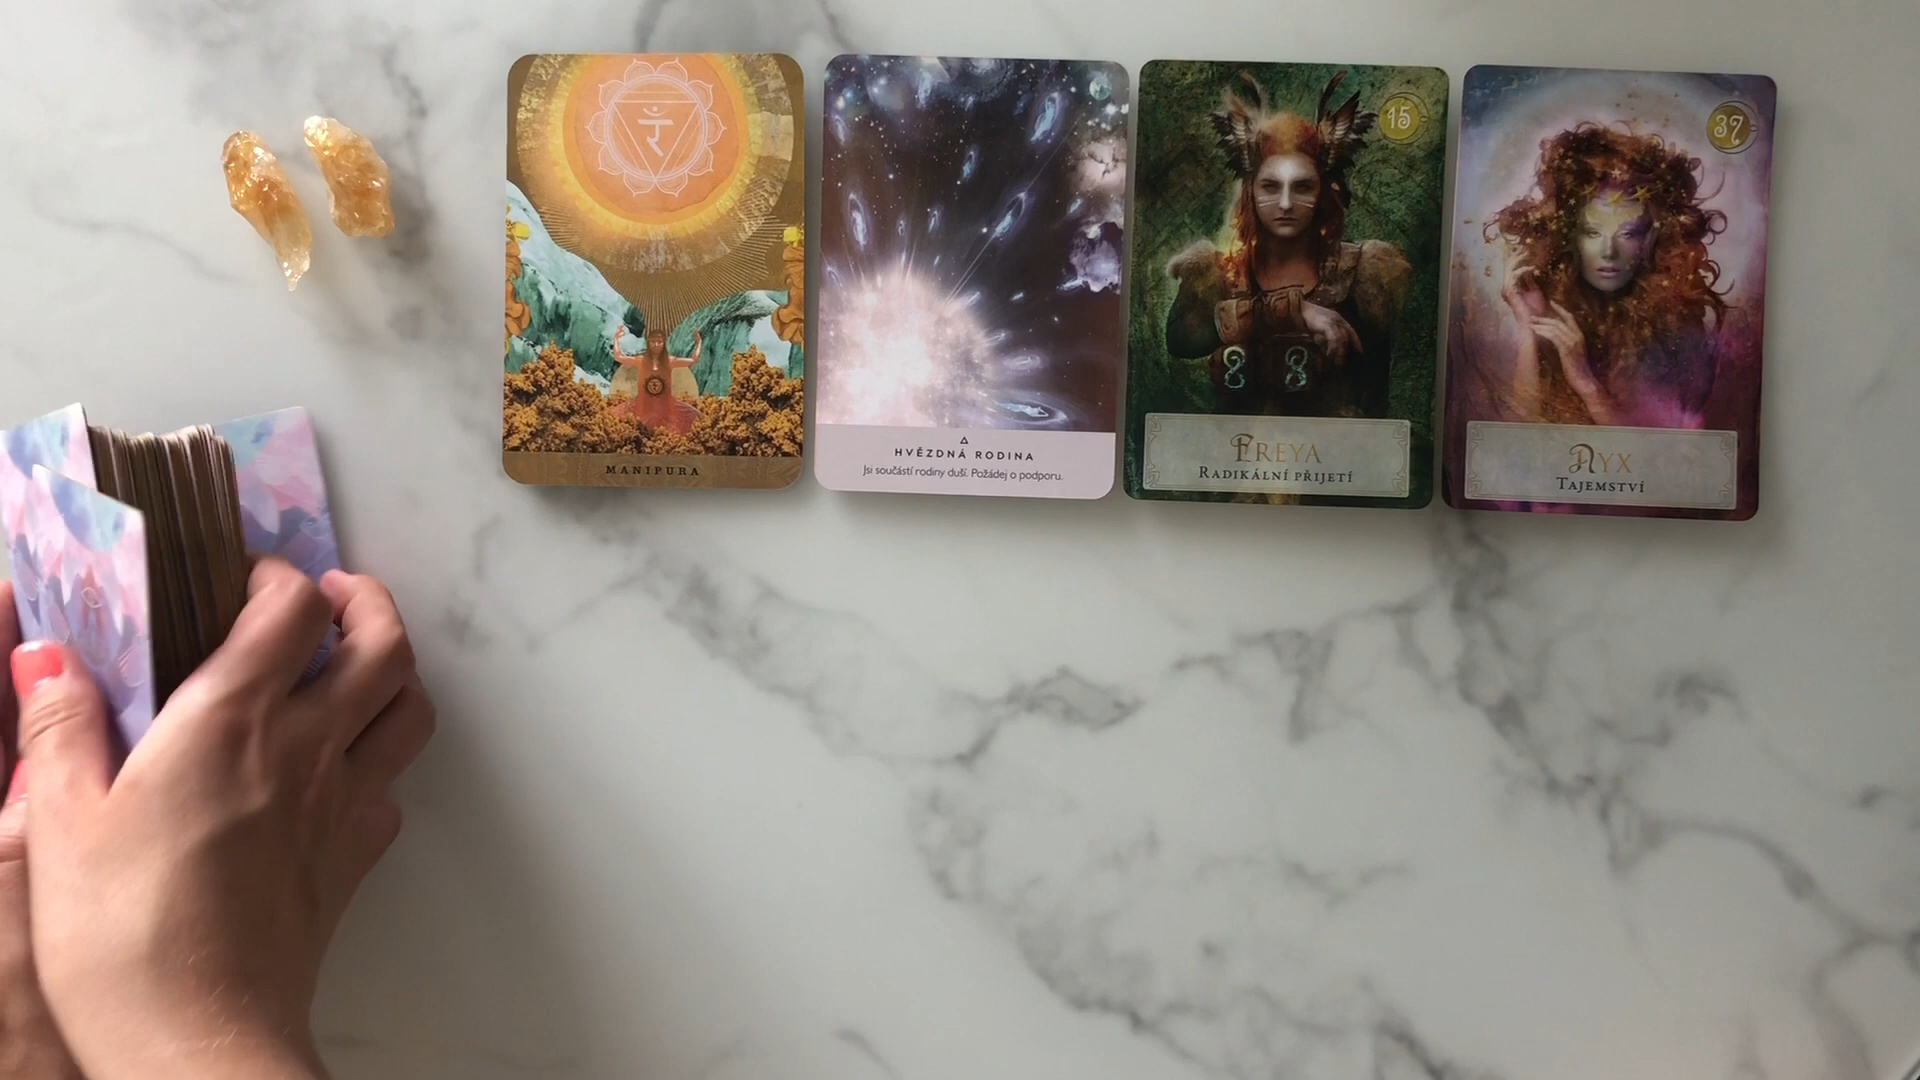 रं
MANIPURA
HVĚZDNÁ RODINA
Jsi součástí rodiny duší. Požádej o podporu.
15
FREYA
RADIKÁLNÍ PŘIJETÍ
37
NYX
TAJEMSTVÍ